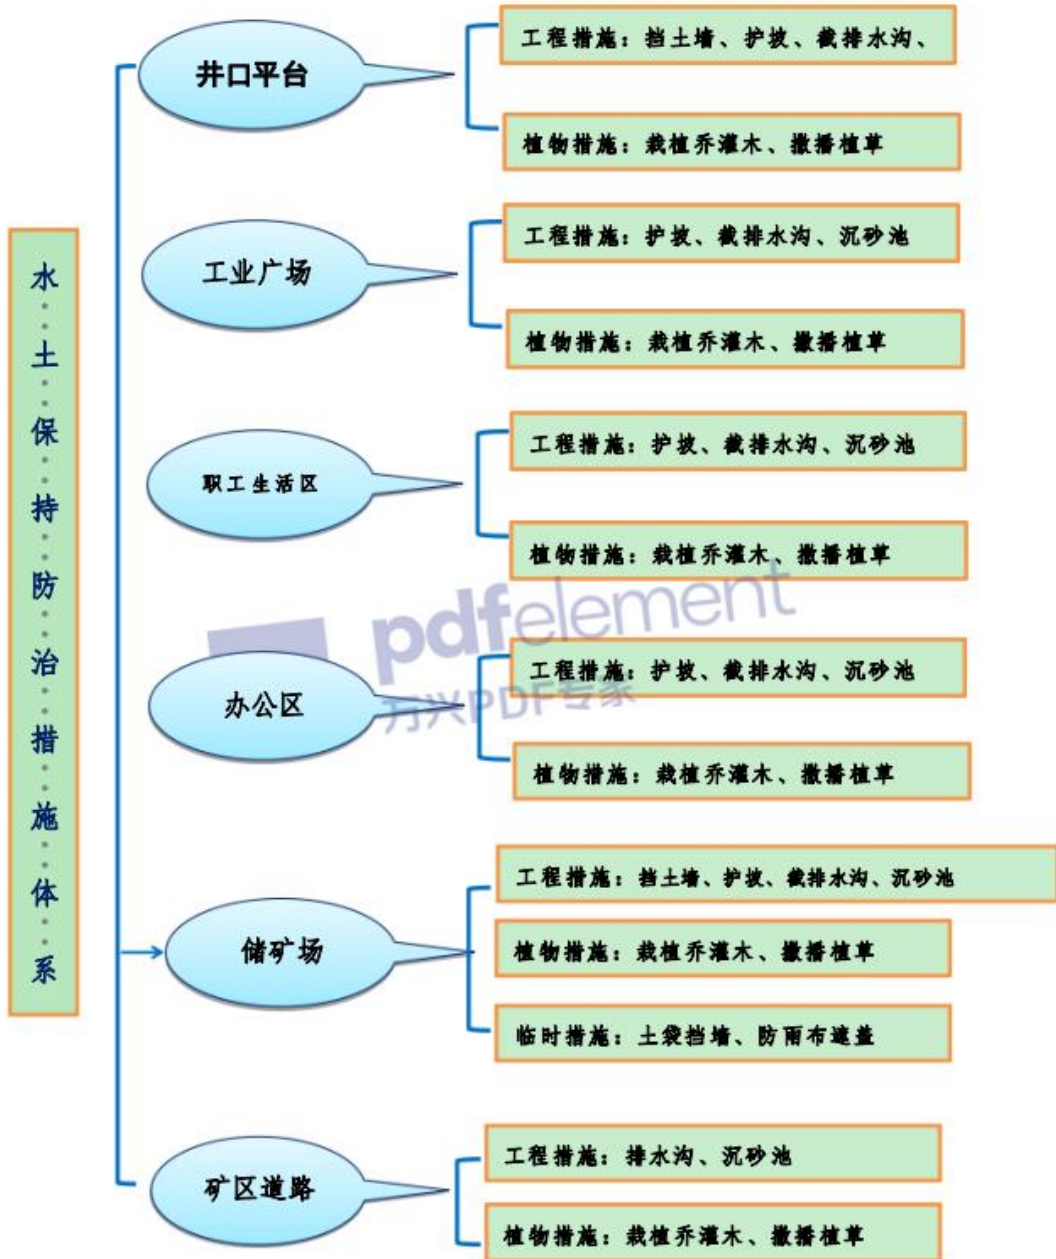 水土保持防治措施体系
井口平台
工程措施：挡土墙、护坡、截排水沟、
植物措施：栽植乔灌木、撒播植草
工业广场
工程措施：护坡、截排水沟、沉砂池
植物措施：栽植乔灌木、撒播植草
职工生活区
工程措施：护坡、截排水沟、沉砂池
植物措施：栽植乔灌木、撒播植草
pdfelement
万兴PDF专家
办公区
工程措施：护坡、截排水沟、沉砂池
植物措施：栽植乔灌木、撒播植草
储矿场
工程措施：挡土墙、护坡、截排水沟、沉砂池
植物措施：栽植乔灌木、撒播植草
临时措施：土袋挡墙、防雨布遮盖
矿区道路
工程措施：排水沟、沉砂池
植物措施：栽植乔灌木、撒播植草